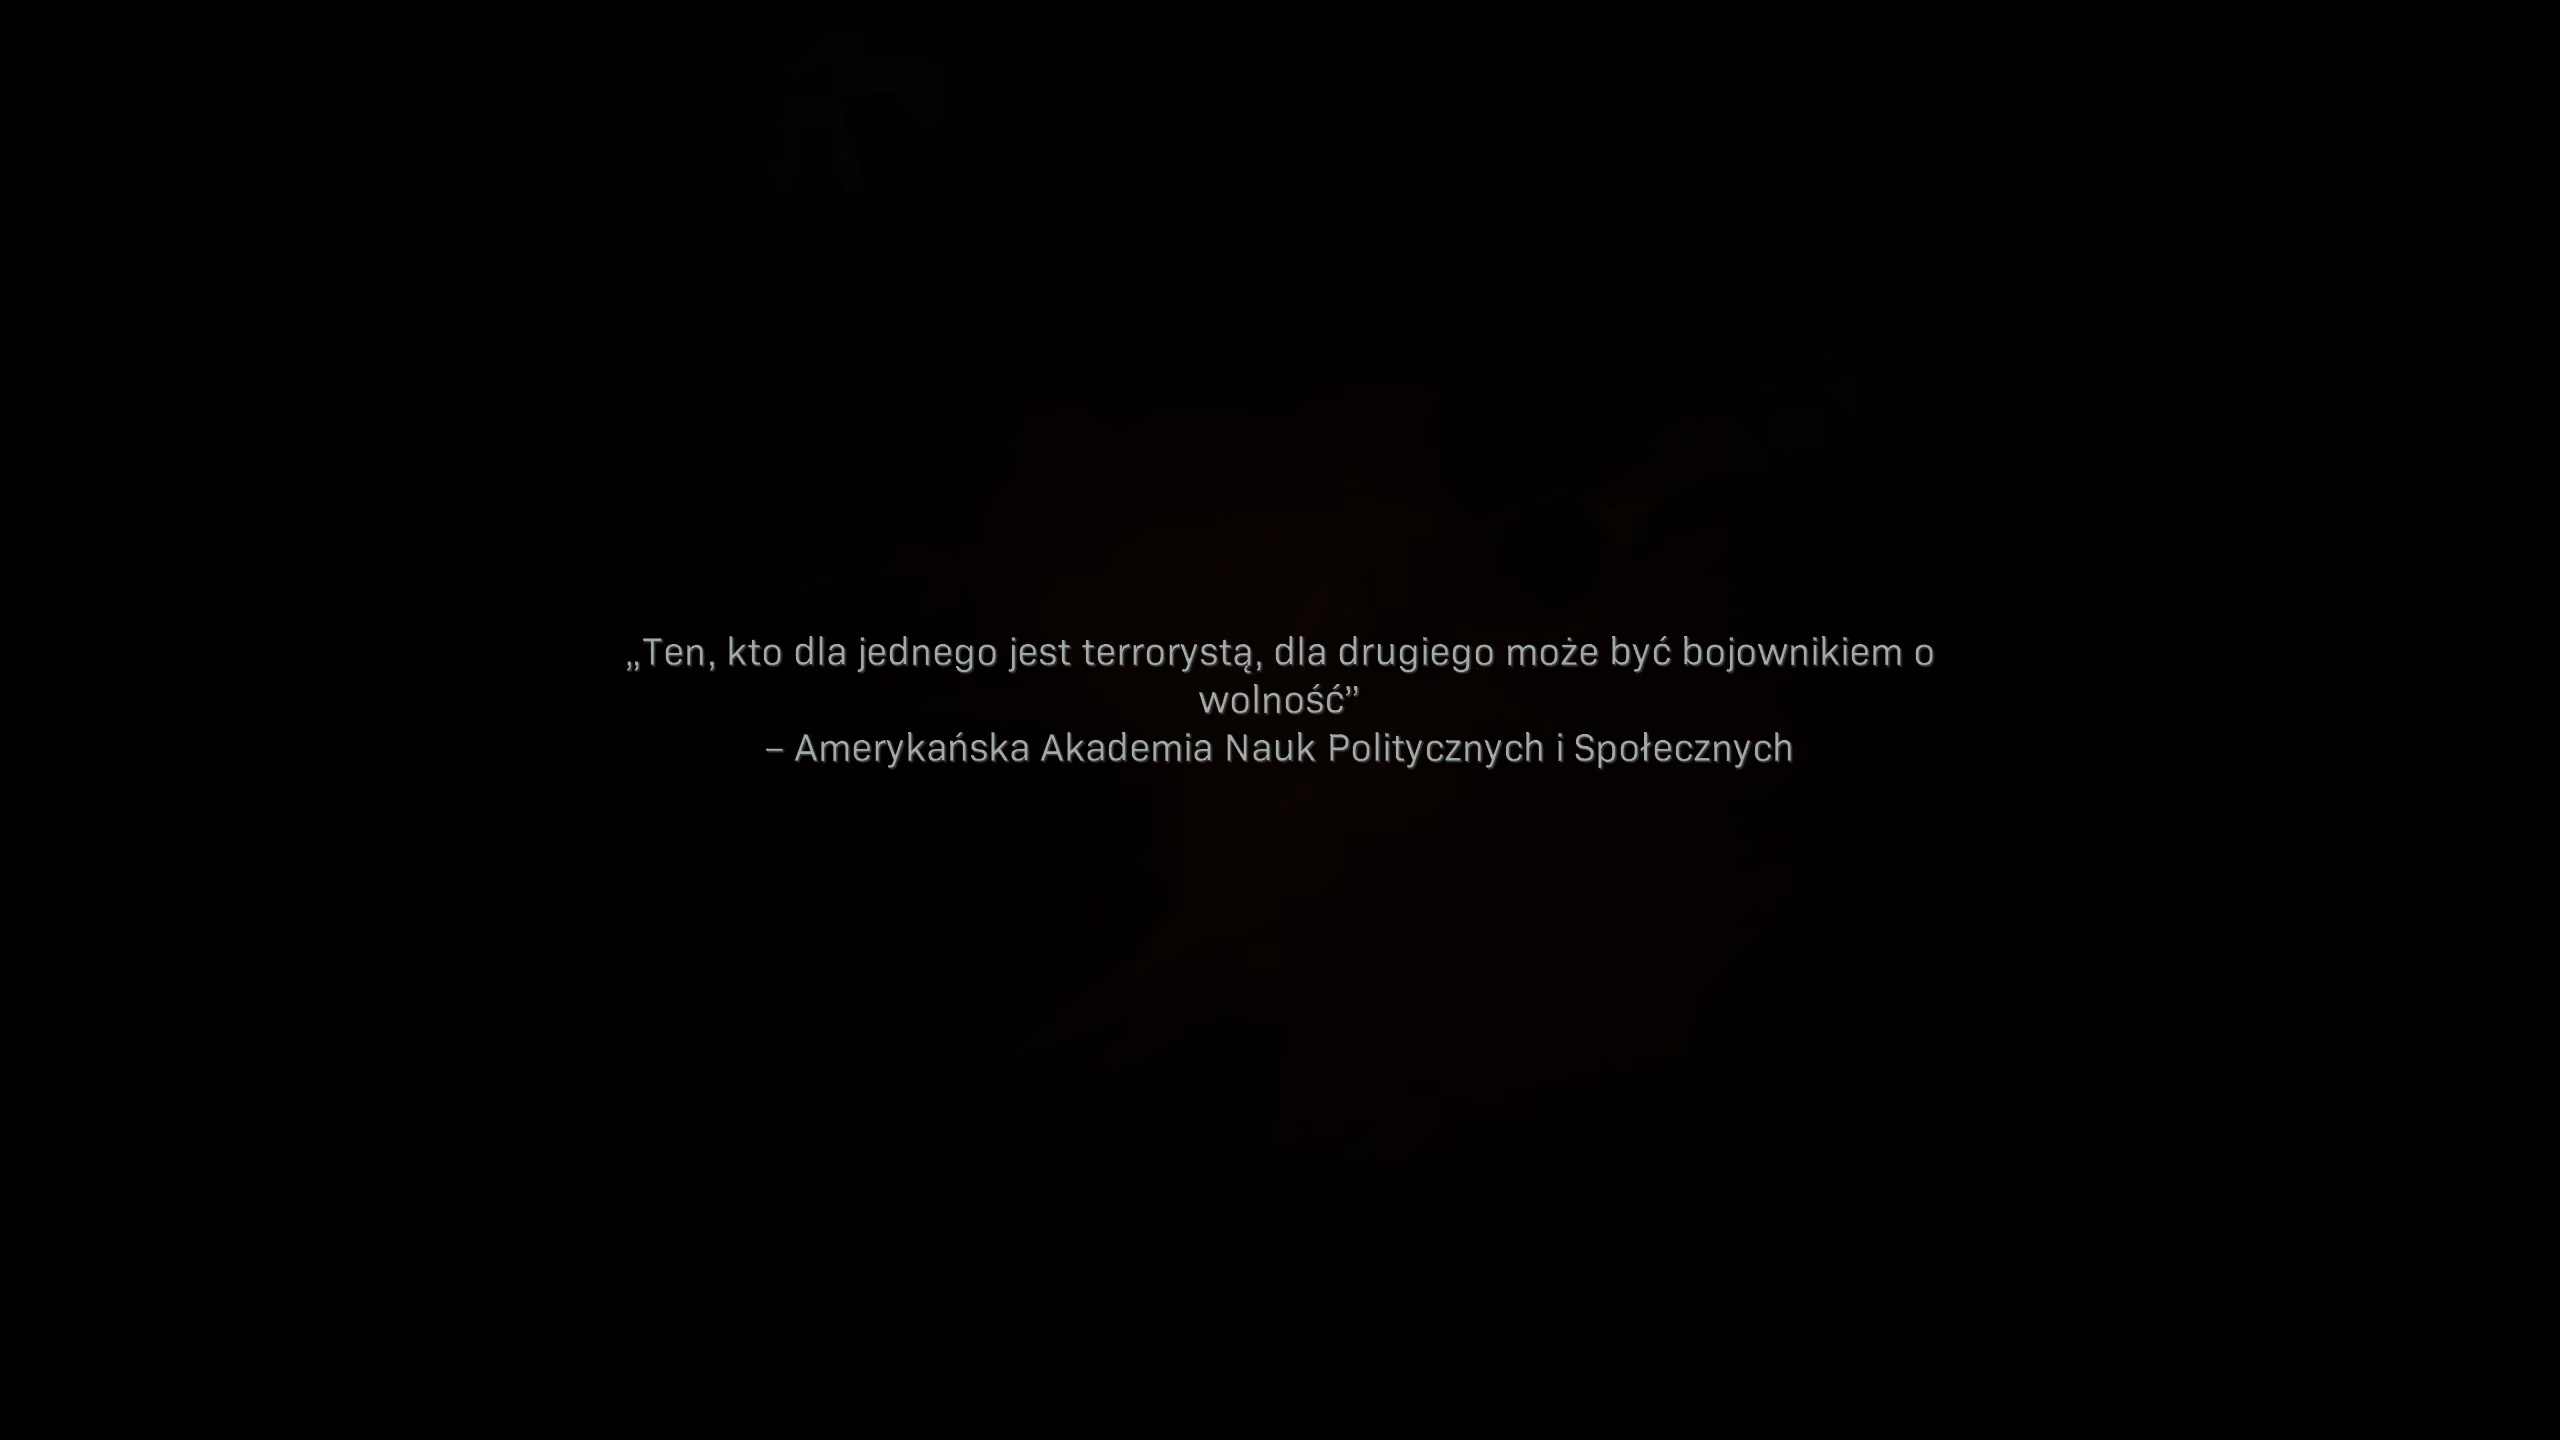 „Ten, kto dla jednego jest terrorystą, dla drugiego może być bojownikiem o
wolność”
– Amerykańska Akademia Nauk Politycznych i Społecznych